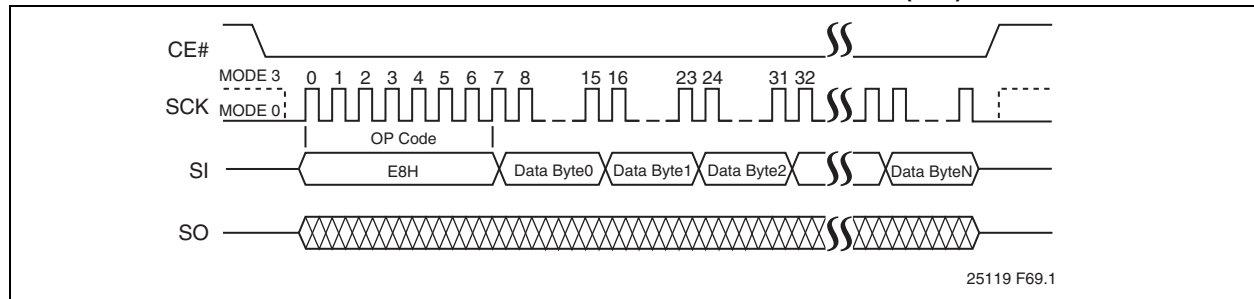 CE#
MODE 3 0 1 2 3 4 5 6 7 8 15 16 23 24 31 32
SCK MODE 0
OP Code
SI E8H Data Byte0 Data Byte1 Data Byte2 Data ByteN
SO
25119 F69.1